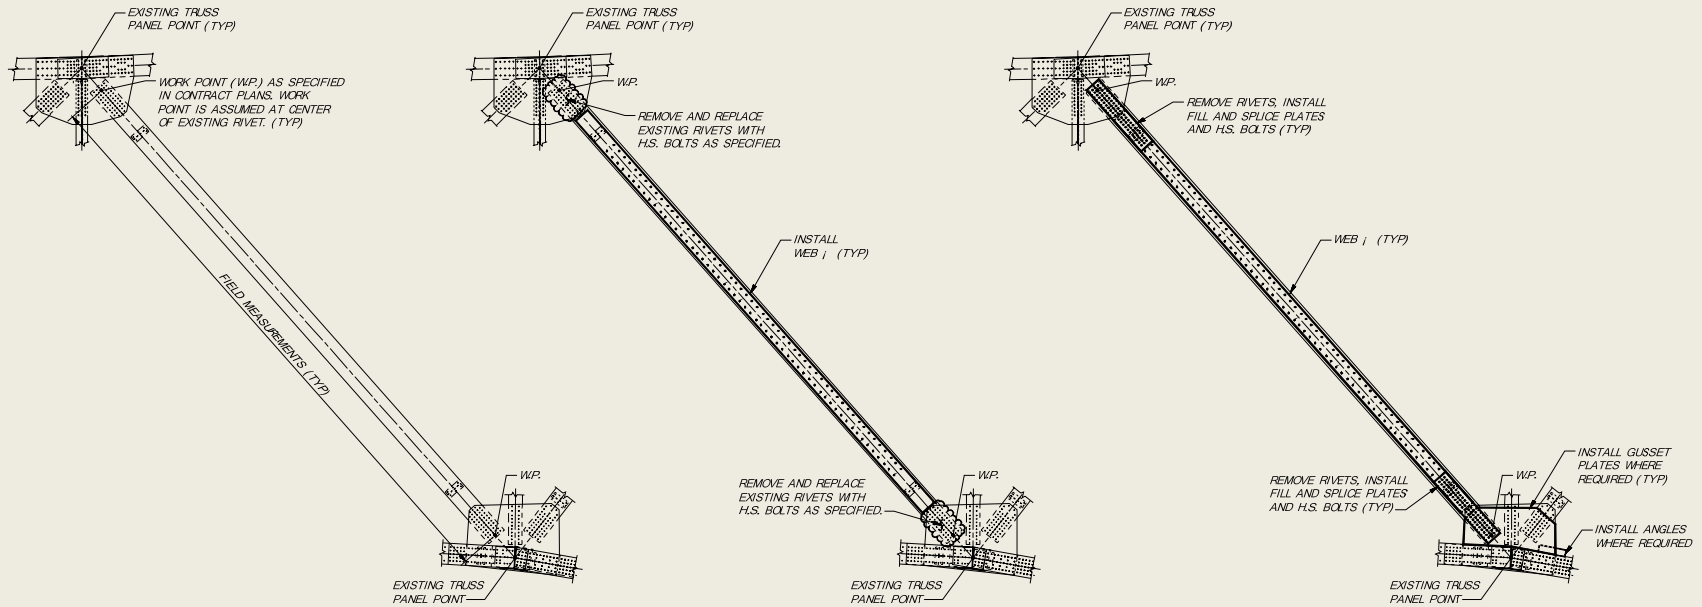 EXISTING TRUSS
PANEL POINT (TYP)
WORK POINT (W.P.) AS SPECIFIED
IN CONTRACT PLANS. WORK
POINT IS ASSUMED AT CENTER
OF EXISTING RIVET. (TYP)
FIELD MEASUREMENTS (TYP)
W.P.
EXISTING TRUSS
PANEL POINT
EXISTING TRUSS
PANEL POINT (TYP)
W.P.
REMOVE AND REPLACE
EXISTING RIVETS WITH
H.S. BOLTS AS SPECIFIED.
INSTALL
WEB ¡ (TYP)
REMOVE AND REPLACE
EXISTING RIVETS WITH
H.S. BOLTS AS SPECIFIED.
W.P.
EXISTING TRUSS
PANEL POINT
EXISTING TRUSS
PANEL POINT (TYP)
W.P.
REMOVE RIVETS, INSTALL
FILL AND SPLICE PLATES
AND H.S. BOLTS (TYP)
WEB ¡ (TYP)
REMOVE RIVETS, INSTALL
FILL AND SPLICE PLATES
AND H.S. BOLTS (TYP)
W.P.
INSTALL GUSSET
PLATES WHERE
REQUIRED (TYP)
INSTALL ANGLES
WHERE REQUIRED
EXISTING TRUSS
PANEL POINT